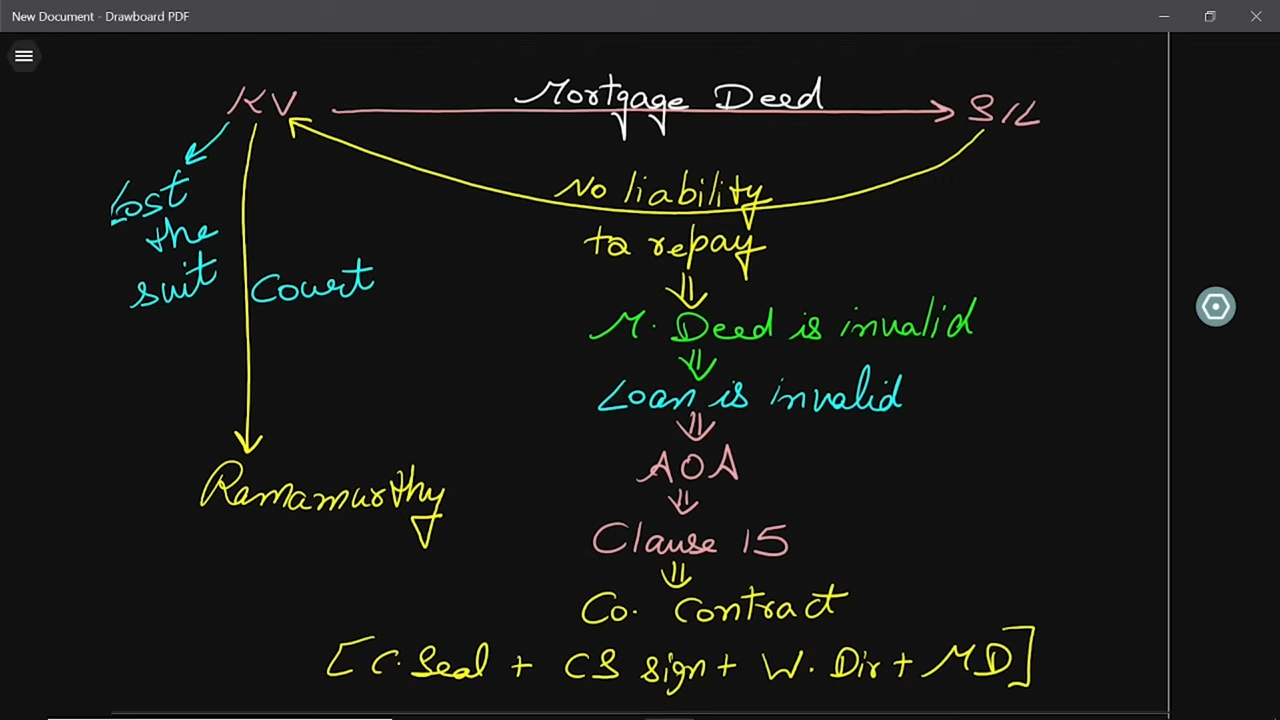 New Document - Drawboard PDF
KV Mortgage Deed SIL
No liability
to repay
Lost
the
suit
Court
M. Deed is invalid
Loan is invalid
AOA
Ramamurthy
Clause 15
Co. Contract
[C. Seal + CS sign + W. Dir + MD]